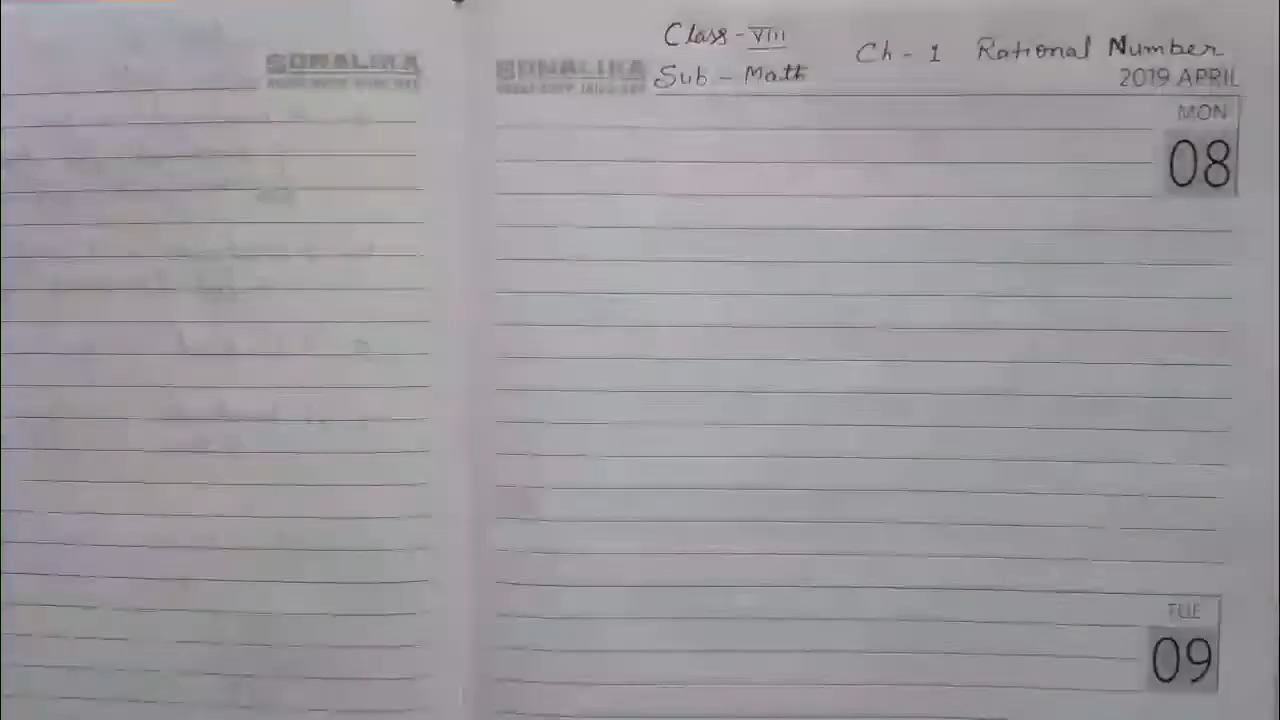 SONALIKA
SONALIKA
Class - VIII
Sub - Math
Ch - 1 Rational Number
2019 APRIL
MON
08
TUE
09